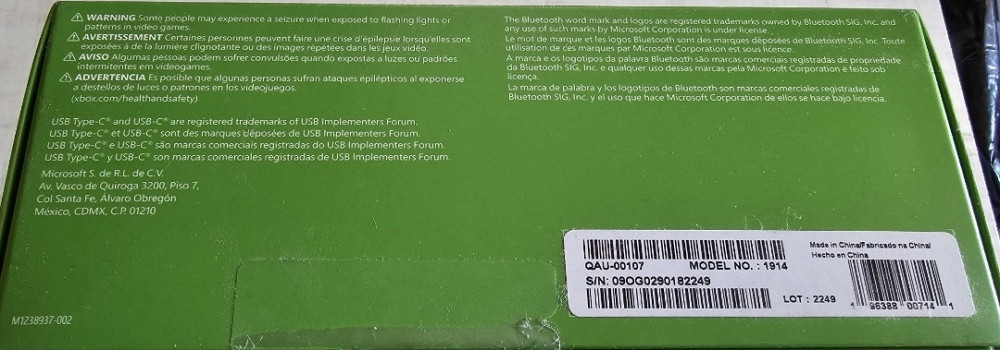 ⚠ WARNING Some people may experience a seizure when exposed to flashing lights or
patterns in video games.
⚠ AVERTISSEMENT Certaines personnes peuvent faire une crise d'épilepsie lorsqu'elles sont
exposées à de la lumière clignotante ou des images répétées dans les jeux vidéo.
⚠ AVISO Algumas pessoas podem sofrer convulsões quando expostas a luzes ou padrões
intermitentes em videogames.
⚠ ADVERTENCIA Es posible que algunas personas sufran ataques epilépticos al exponerse
a destellos de luces o patrones en los videojuegos.
(xbox.com/healthandsafety)
USB Type-C® and USB-C® are registered trademarks of USB Implementers Forum.
USB Type-C® et USB-C® sont des marques déposées de USB Implementers Forum.
USB Type-C® e USB-C® são marcas comerciais registradas do USB Implementers Forum.
USB Type-C® y USB-C® son marcas comerciales registradas de USB Implementers Forum.
Microsoft S. de R.L. de C.V.
Av. Vasco de Quiroga 3200, Piso 7,
Col Santa Fe, Álvaro Obregón
México, CDMX, C.P. 01210
M1238937-002
The Bluetooth word mark and logos are registered trademarks owned by Bluetooth SIG, Inc. and
any use of such marks by Microsoft Corporation is under license.
Le mot de marque et les logos Bluetooth sont des marques déposées de Bluetooth SIG, Inc. Toute
utilisation de ces marques par Microsoft Corporation est sous licence.
A marca e os logotipos da palavra Bluetooth são marcas comerciais registradas de propriedade
da Bluetooth SIG, Inc. e qualquer uso dessas marcas pela Microsoft Corporation é feito sob
licença.
La marca de palabra y los logotipos de Bluetooth son marcas comerciales registradas de
Bluetooth SIG, Inc. y el uso que hace Microsoft Corporation de ellos se hace bajo licencia.
QAU-00107 MODEL NO. : 1914
S/N: 09OG0290182249
LOT : 2249
Made in China/Fabricado na China/
Hecho en China
1 96388 00714 1